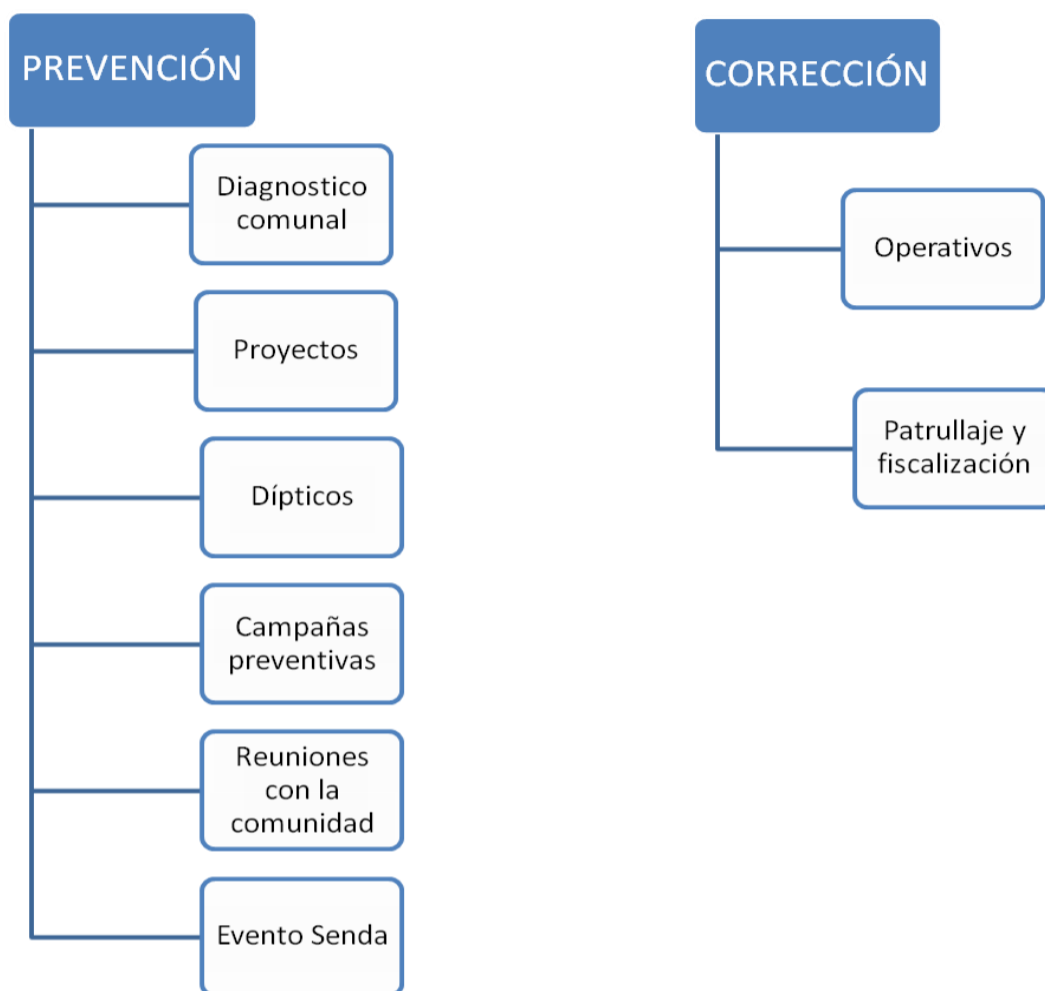 PREVENCIÓN
Diagnostico
comunal
Proyectos
Dípticos
Campañas
preventivas
Reuniones
con la
comunidad
Evento Senda
CORRECCIÓN
Operativos
Patrullaje y
fiscalización